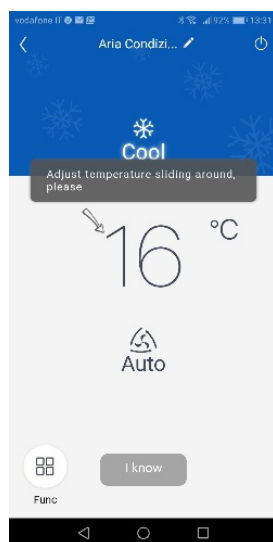 vodafone IT 92% 18:31
Aria Condizi...
Cool
Adjust temperature sliding around,
please
16 °C
Auto
I know
Func